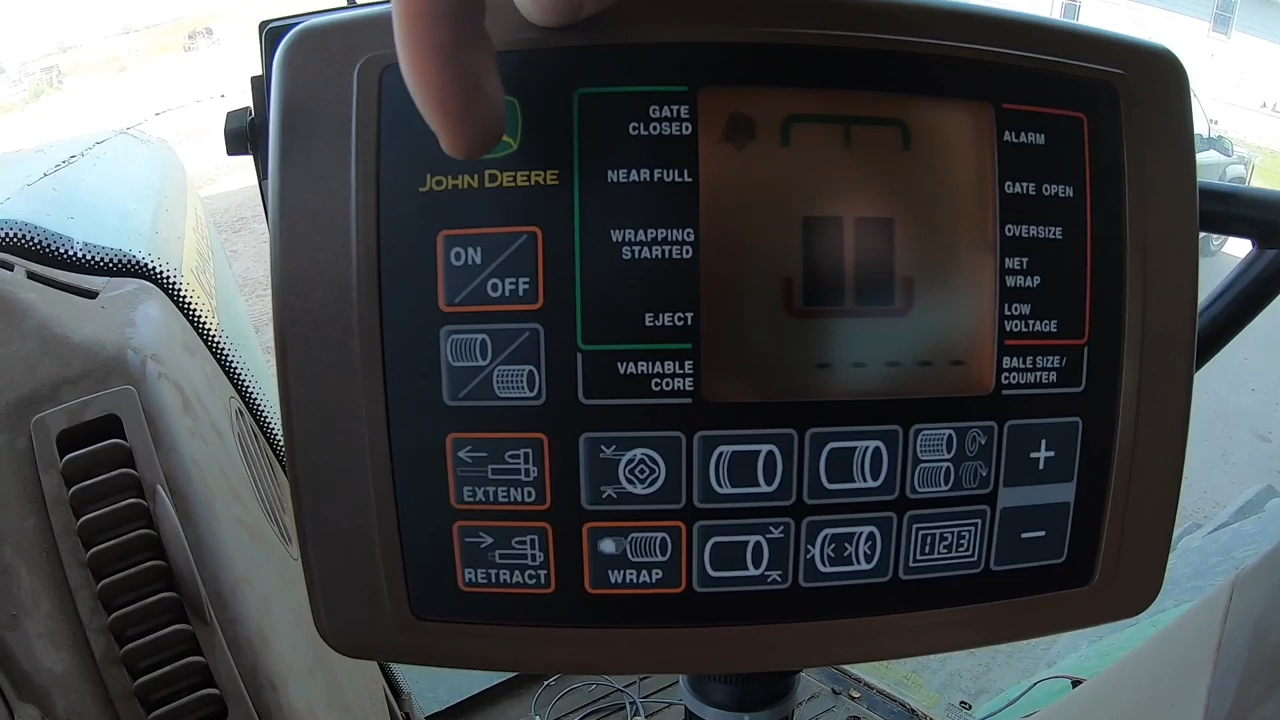 JOHN DEERE
ON
OFF
EXTEND
RETRACT
GATE
CLOSED
NEAR FULL
WRAPPING
STARTED
EJECT
VARIABLE
CORE
ALARM
GATE OPEN
OVERSIZE
NET
WRAP
LOW
VOLTAGE
BALE SIZE/
COUNTER
+
WRAP
123
−